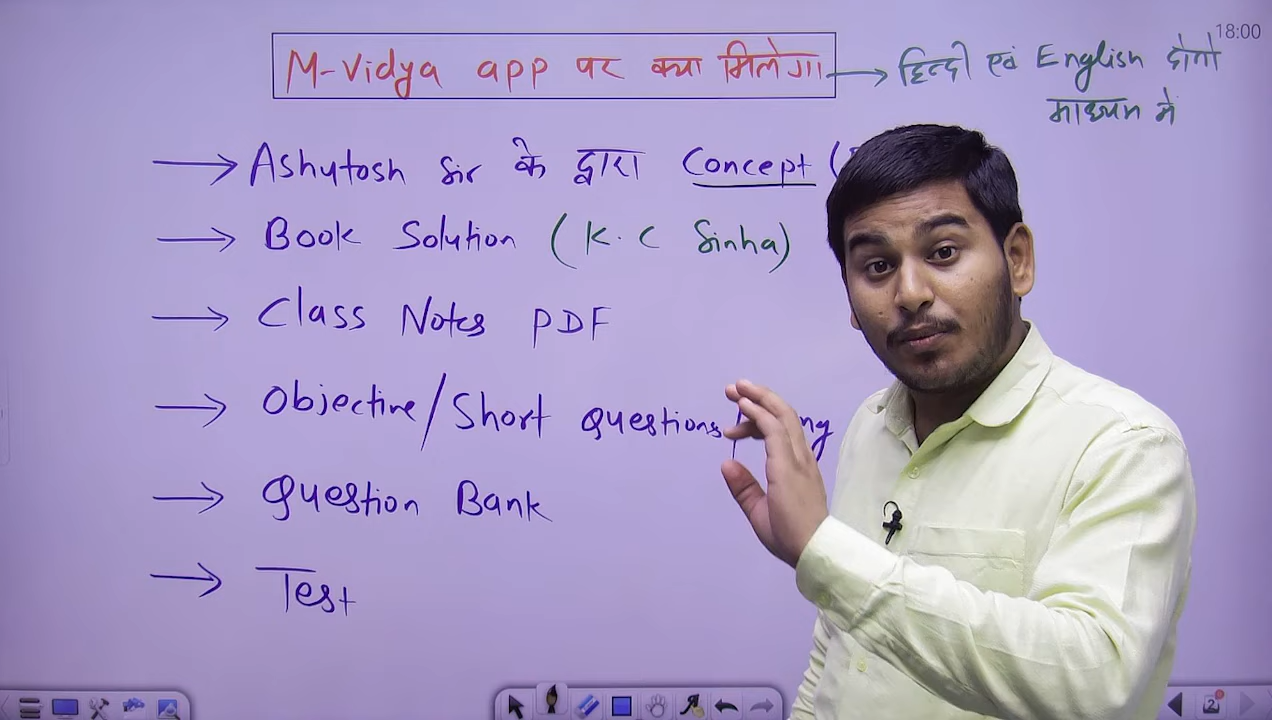 18:00
M-Vidya app पर क्या मिलेगा → हिन्दी एवं English दोनो
माध्यम मे
→ Ashutosh Sir के द्वारा Concept (
→ Book Solution (K.C Sinha)
→ Class Notes PDF
→ Objective/Short Questions/
→ Question Bank
→ Test
2